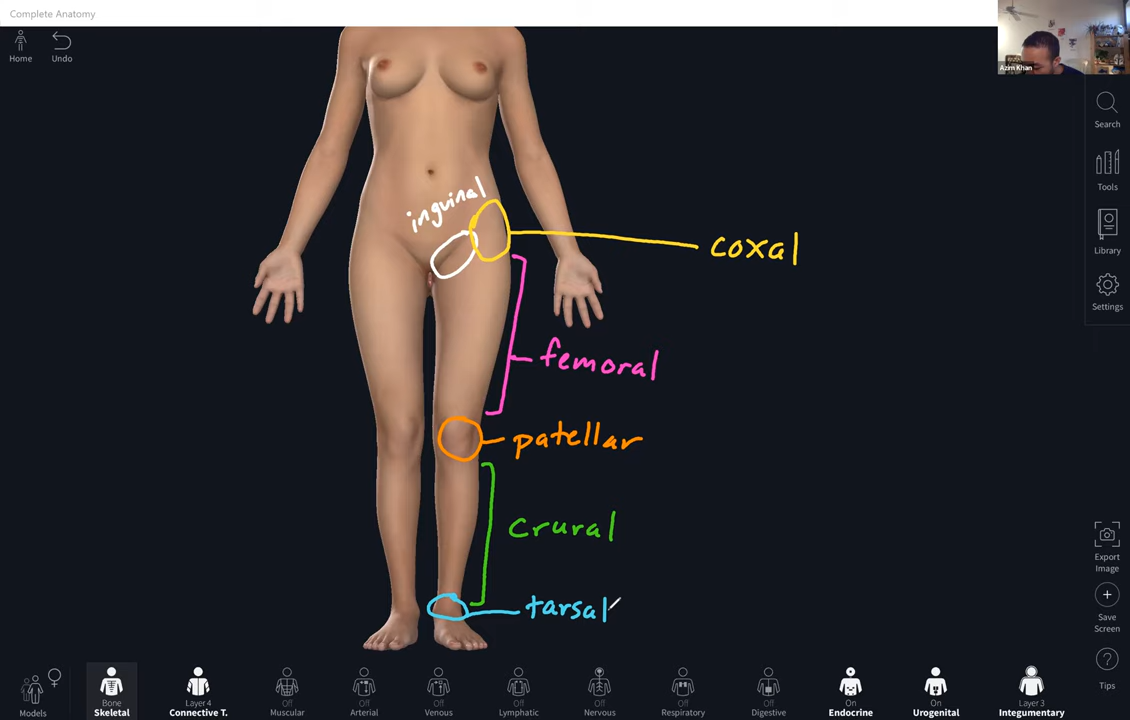 Complete Anatomy
Azim Khan
Home
Undo
Search
Tools
Library
Settings
inguinal
coxal
femoral
patellar
crural
tarsal
Export
Image
Save
Screen
Tips
Models
Bone
Skeletal
Layer 4
Connective T.
Off
Muscular
Off
Arterial
Off
Venous
Off
Lymphatic
Off
Nervous
Off
Respiratory
Off
Digestive
On
Endocrine
On
Urogenital
Layer 3
Integumentary